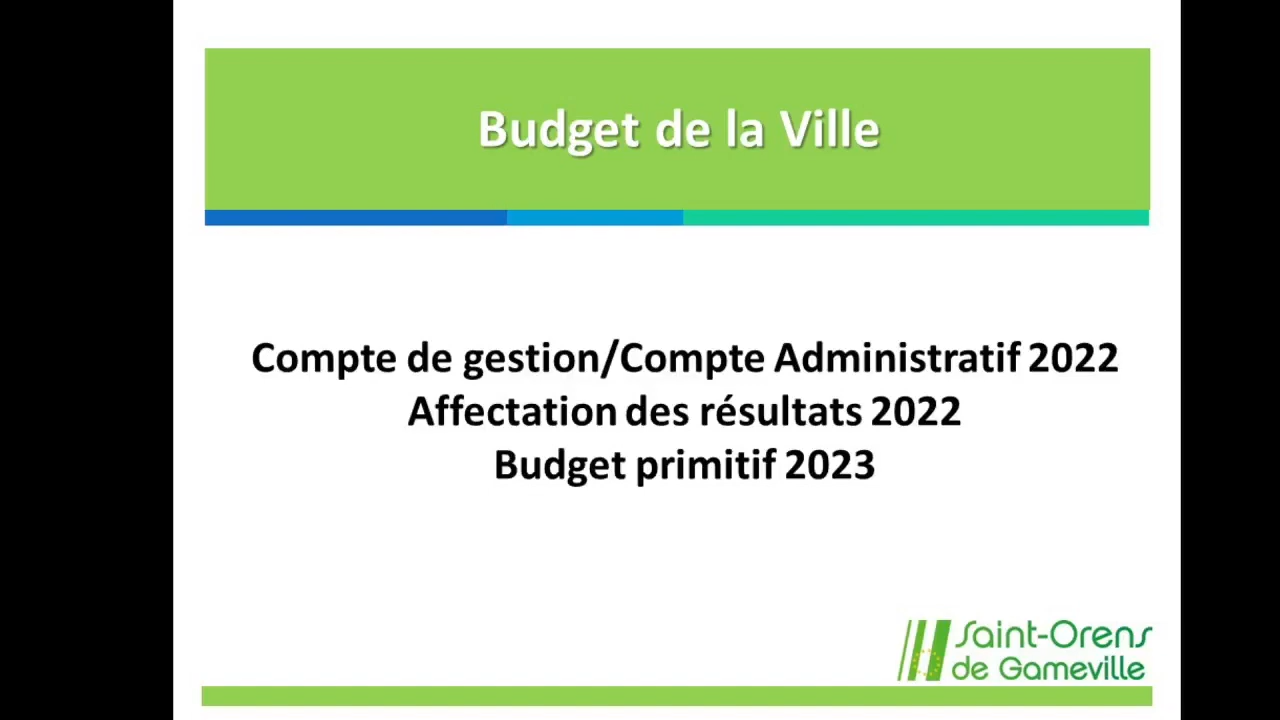 Budget de la Ville
Compte de gestion/Compte Administratif 2022
Affectation des résultats 2022
Budget primitif 2023
Saint-Orens
de Gameville